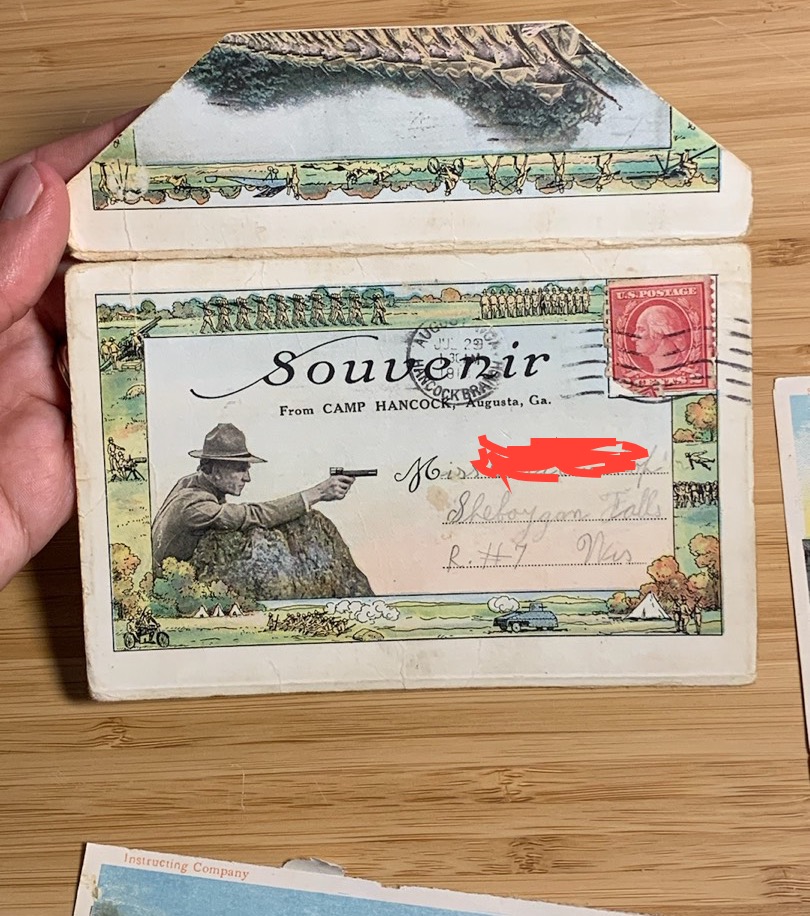 U.S. POSTAGE
Souvenir
JUL 29
HANCOCK BRANCH
From CAMP HANCOCK, Augusta, Ga.
Miss
Sheboygan Falls
R. #7 Wis
Instructing Company